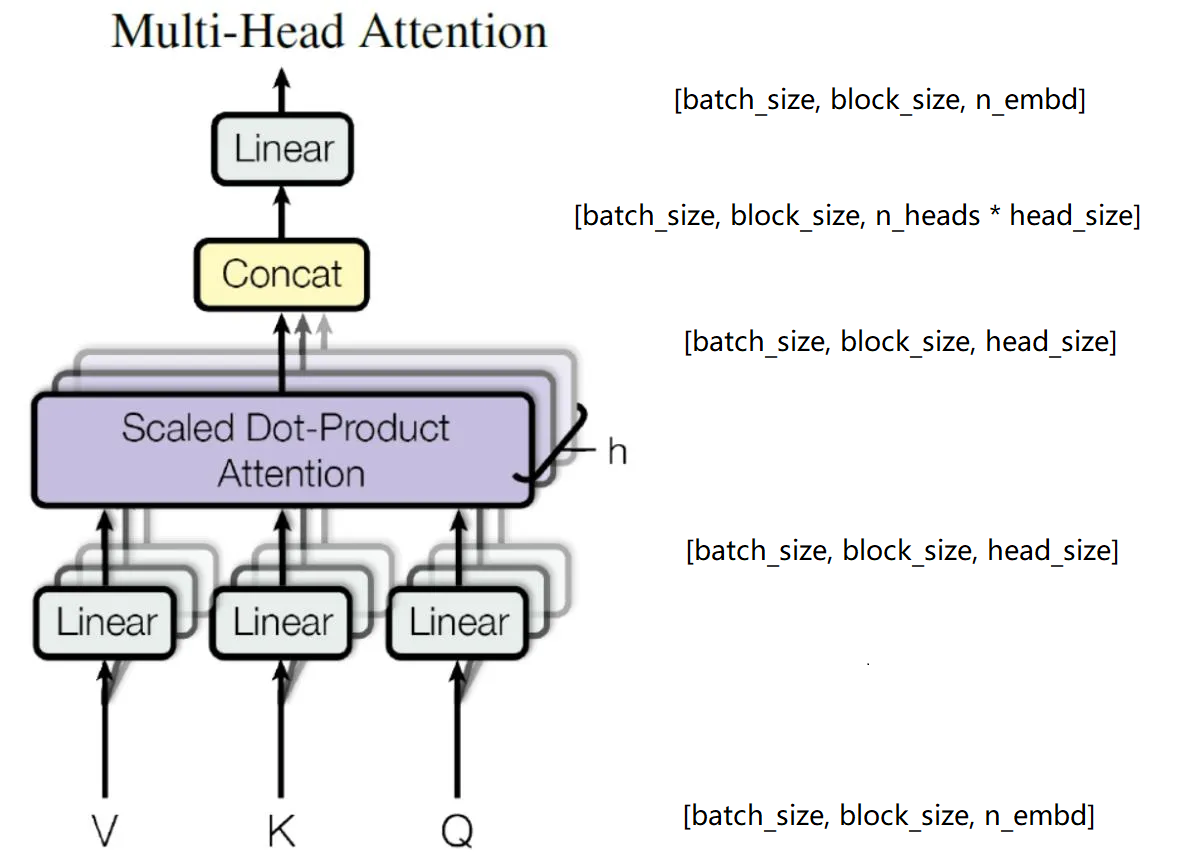 Multi-Head Attention
[batch_size, block_size, n_embd]
Linear
[batch_size, block_size, n_heads * head_size]
Concat
[batch_size, block_size, head_size]
Scaled Dot-Product
Attention
h
[batch_size, block_size, head_size]
Linear Linear Linear
V K Q
[batch_size, block_size, n_embd]